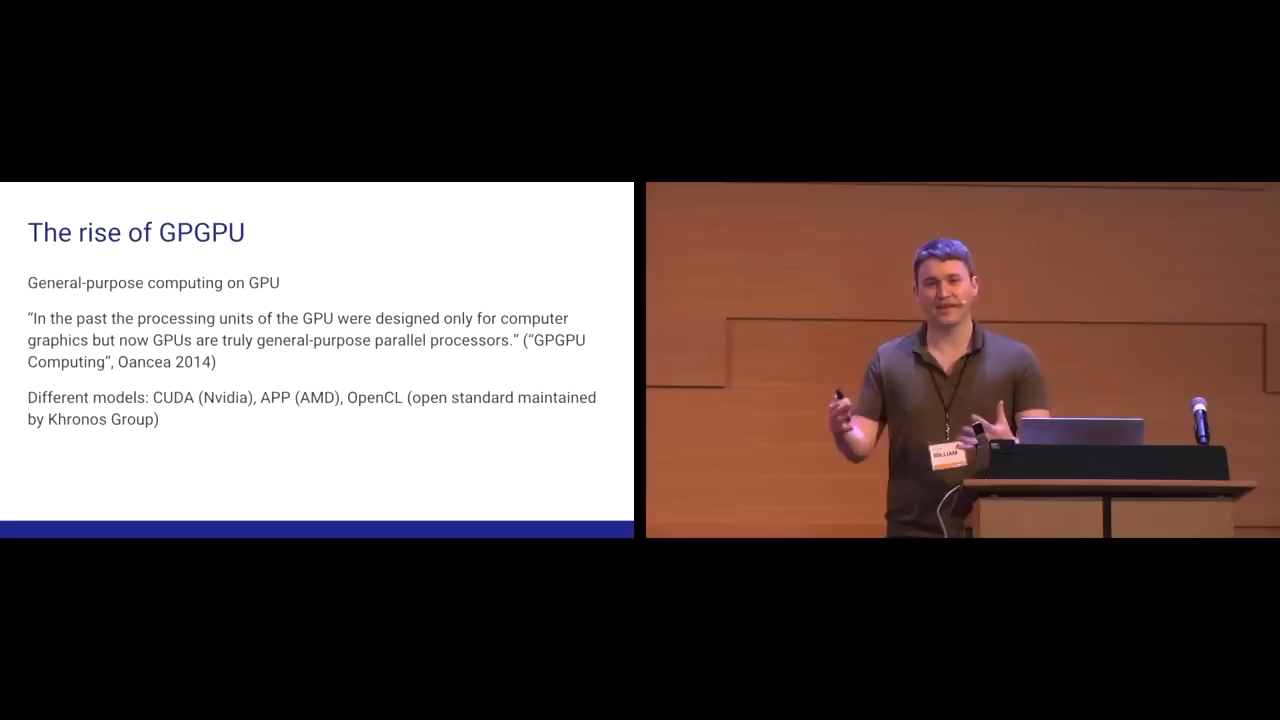 The rise of GPGPU
General-purpose computing on GPU
“In the past the processing units of the GPU were designed only for computer
graphics but now GPUs are truly general-purpose parallel processors.” (“GPGPU
Computing”, Oancea 2014)
Different models: CUDA (Nvidia), APP (AMD), OpenCL (open standard maintained
by Khronos Group)
WILLIAM